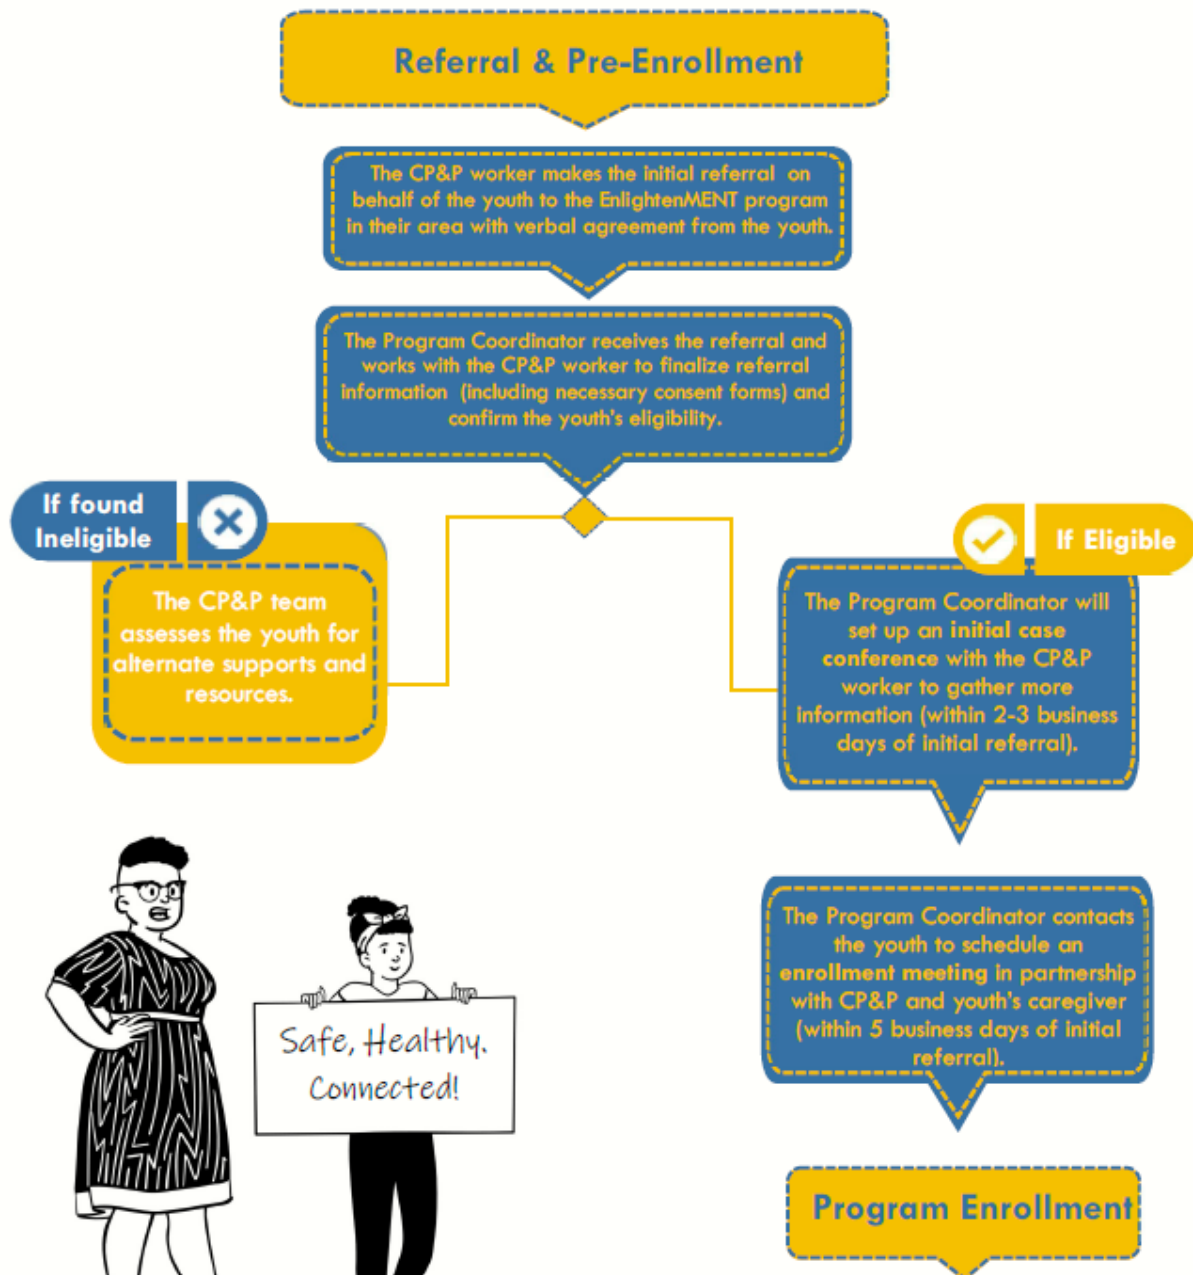 Referral & Pre-Enrollment
The CP&P worker makes the initial referral on
behalf of the youth to the EnlightenMENT program
in their area with verbal agreement from the youth.
The Program Coordinator receives the referral and
works with the CP&P worker to finalize referral
information (including necessary consent forms) and
confirm the youth's eligibility.
If found
Ineligible
The CP&P team
assesses the youth for
alternate supports and
resources.
If Eligible
The Program Coordinator will
set up an initial case
conference with the CP&P
worker to gather more
information (within 2-3 business
days of initial referral).
The Program Coordinator contacts
the youth to schedule an
enrollment meeting in partnership
with CP&P and youth's caregiver
(within 5 business days of initial
referral).
Safe, Healthy.
Connected!
Program Enrollment